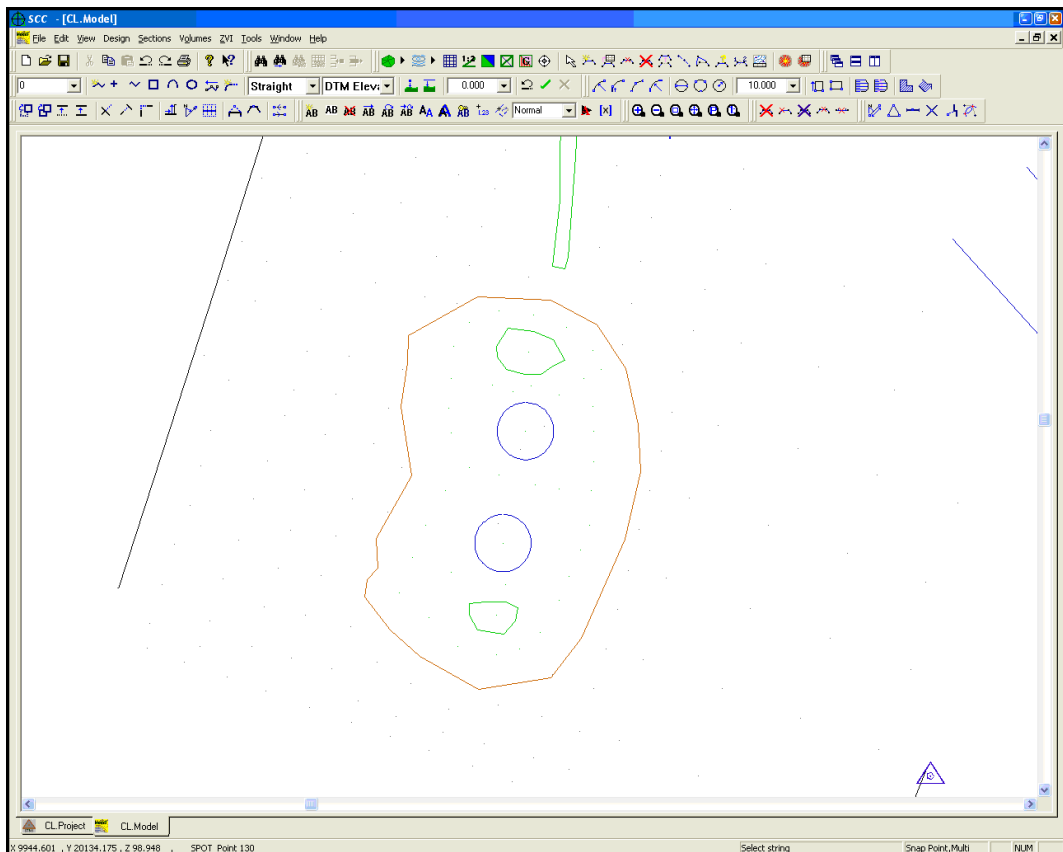 SCC - [CL.Model]
File Edit View Design Sections Volumes ZVI Tools Window Help
0 Straight DTM Elev: 0.000 10.000
AB AB AB AB AB AB AA A AB 1.23 Normal [x]
CL.Project CL.Model
X 9944.601 , Y 20134.175 , Z 98.948 , SPOT Point 130 Select string Snap Point,Multi NUM